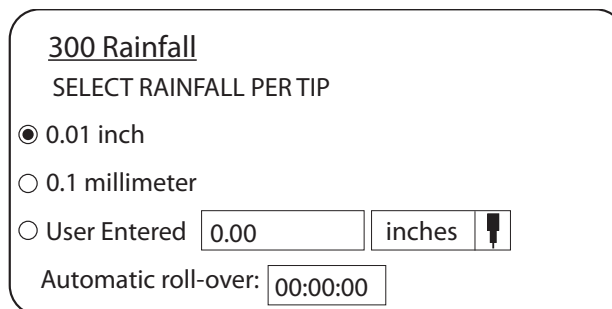 300 Rainfall
SELECT RAINFALL PER TIP
0.01 inch
0.1 millimeter
User Entered 0.00 inches
Automatic roll-over: 00:00:00